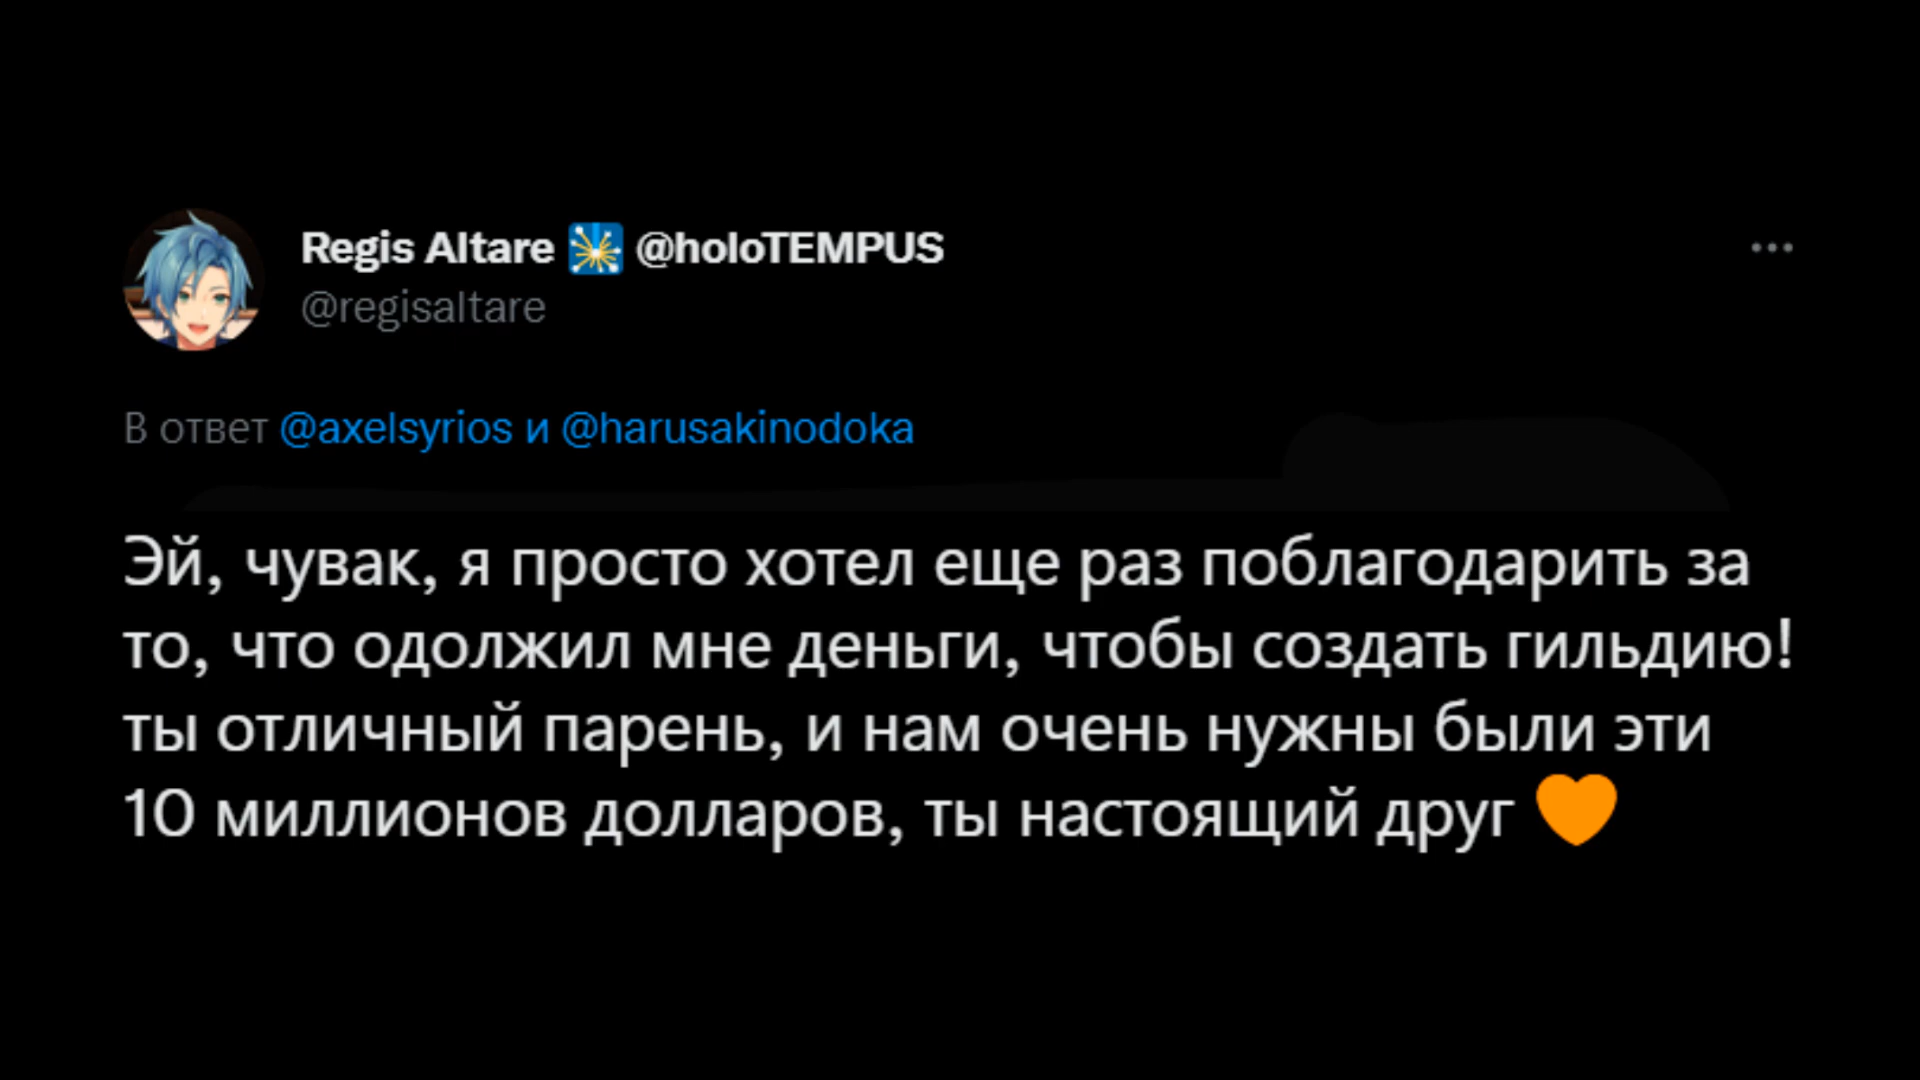 Regis Altare 🎇 @holoTEMPUS
@regisaltare
В ответ @axelsyrios и @harusakinodoka
Эй, чувак, я просто хотел еще раз поблагодарить за
то, что одолжил мне деньги, чтобы создать гильдию!
ты отличный парень, и нам очень нужны были эти
10 миллионов долларов, ты настоящий друг 🧡